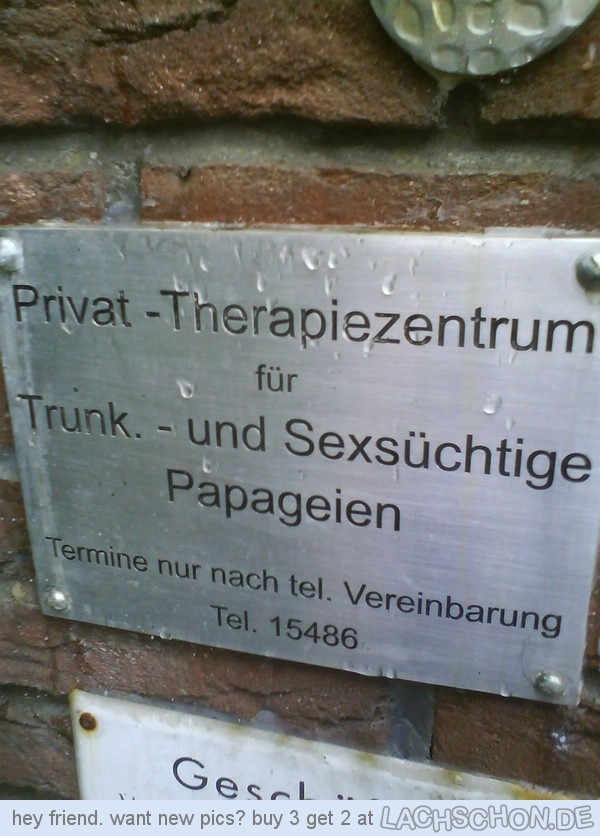 Privat -Therapiezentrum
für
Trunk. - und Sexsüchtige
Papageien
Termine nur nach tel. Vereinbarung
Tel. 15486
hey friend. want new pics? buy 3 get 2 at LACHSCHON.DE